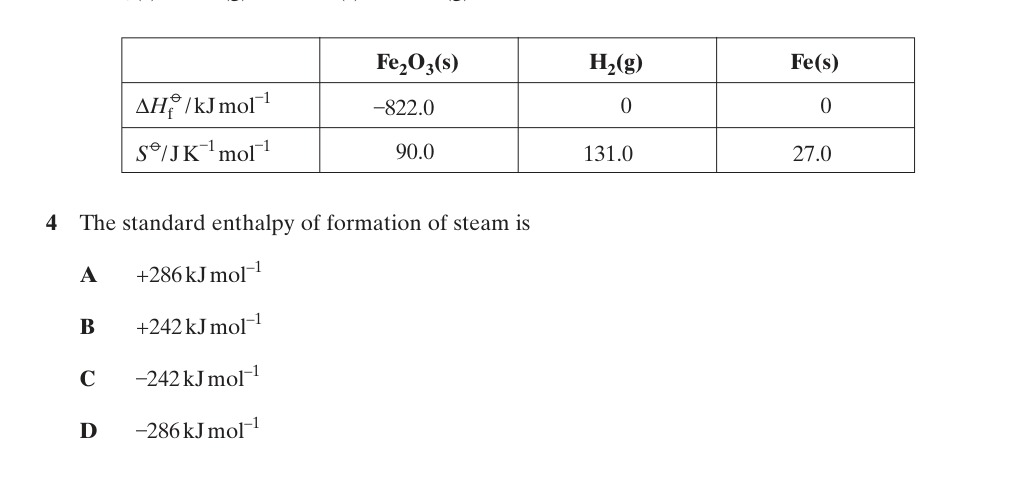 Fe₂O₃(s) H₂(g) Fe(s)
ΔHf⊖/kJ mol⁻¹ −822.0 0 0
S⊖/J K⁻¹ mol⁻¹ 90.0 131.0 27.0
4 The standard enthalpy of formation of steam is
A +286 kJ mol⁻¹
B +242 kJ mol⁻¹
C −242 kJ mol⁻¹
D −286 kJ mol⁻¹